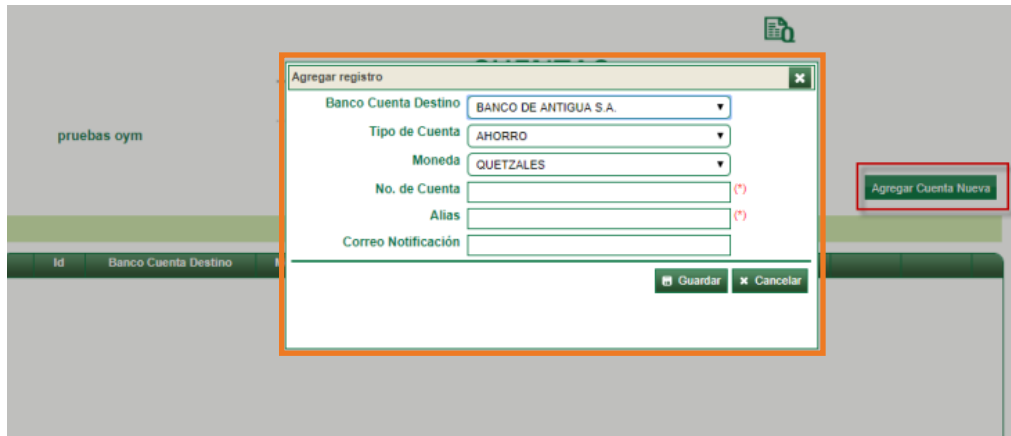 Agregar registro
Banco Cuenta Destino BANCO DE ANTIGUA S.A.
Tipo de Cuenta AHORRO
pruebas oym
Moneda QUETZALES
No. de Cuenta (*)
Agregar Cuenta Nueva
Alias (*)
Correo Notificación
Id Banco Cuenta Destino
Guardar Cancelar